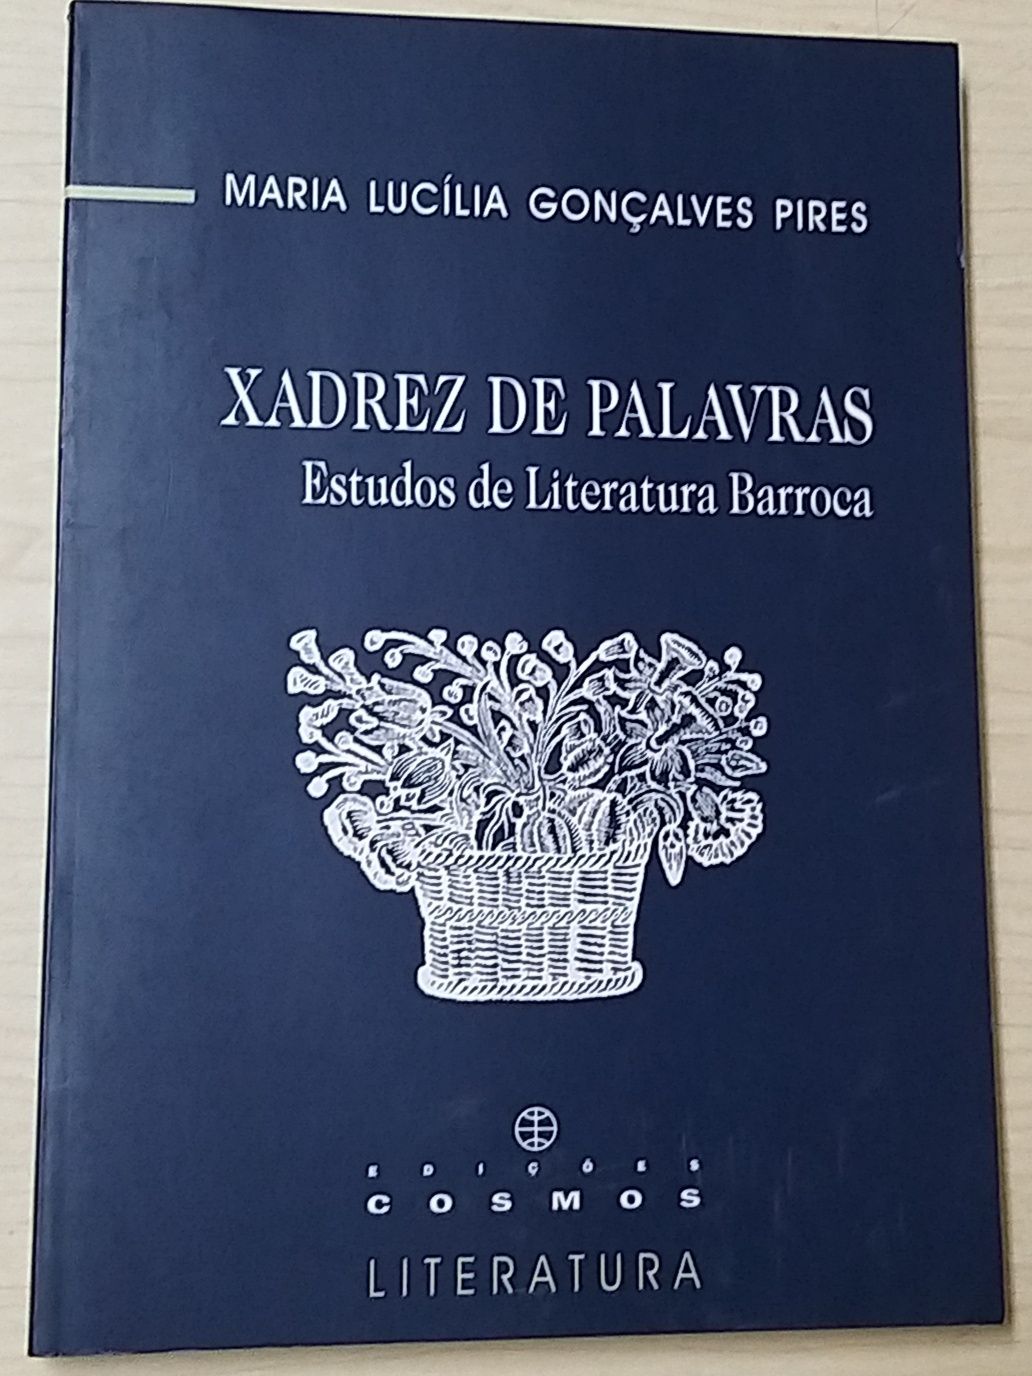 MARIA LUCÍLIA GONÇALVES PIRES
XADREZ DE PALAVRAS
Estudos de Literatura Barroca
EDIÇÕES
COSMOS
LITERATURA